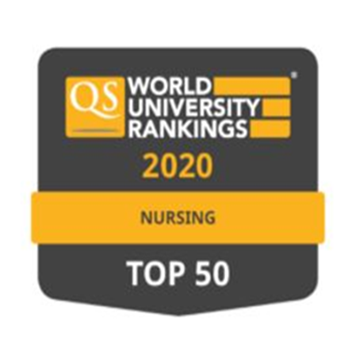 QS
WORLD
UNIVERSITY
RANKINGS
®
2020
NURSING
TOP 50